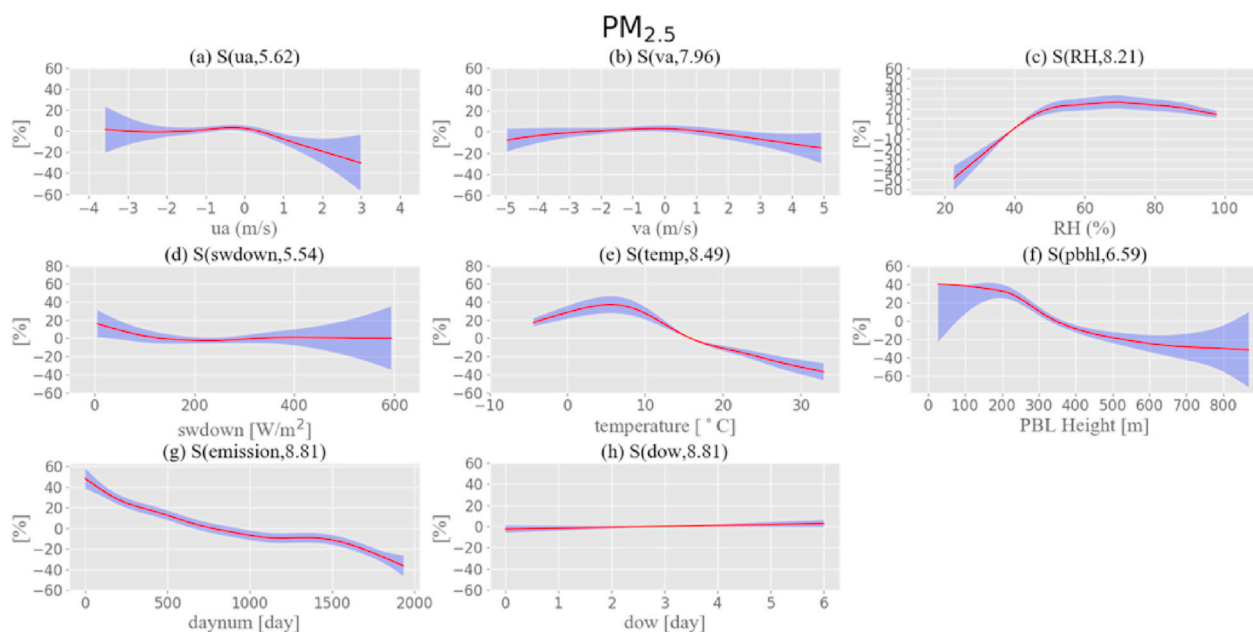 PM2.5
(a) S(ua,5.62)
[%]
60
40
20
0
−20
−40
−60
−4 −3 −2 −1 0 1 2 3 4
ua (m/s)
(b) S(va,7.96)
[%]
60
40
20
0
−20
−40
−60
−5 −4 −3 −2 −1 0 1 2 3 4 5
va (m/s)
(c) S(RH,8.21)
[%]
60
50
40
30
20
10
0
−10
−20
−30
−40
−50
60
20 40 60 80 100
RH (%)
(d) S(swdown,5.54)
[%]
80
60
40
20
0
−20
−40
−60
0 200 400 600
swdown [W/m2]
(e) S(temp,8.49)
[%]
80
60
40
20
0
−20
−40
−60
−10 0 10 20 30
temperature [°C]
(f) S(pbhl,6.59)
[%]
60
40
20
0
−20
−40
−60
0 100 200 300 400 500 600 700 800
PBL Height [m]
(g) S(emission,8.81)
[%]
60
40
20
0
−20
−40
−60
0 500 1000 1500 2000
daynum [day]
(h) S(dow,8.81)
[%]
60
40
20
0
−20
−40
−60
0 1 2 3 4 5 6
dow [day]